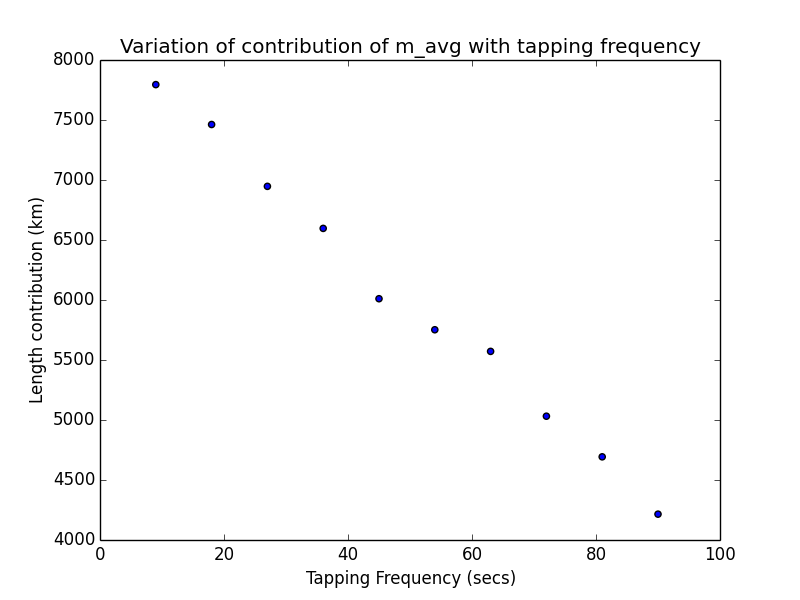 Variation of contribution of m_avg with tapping frequency
8000
7500
7000
6500
6000
5500
5000
4500
4000
Length contribution (km)
0 20 40 60 80 100
Tapping Frequency (secs)